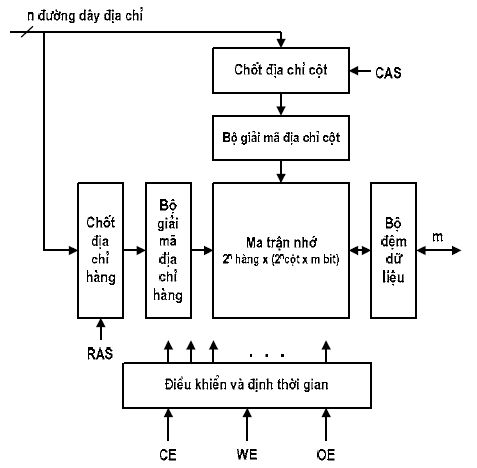 n đường dây địa chỉ
Chốt địa chỉ cột
CAS
Bộ giải mã địa chỉ cột
Chốt
địa
chỉ
hàng
Bộ
giải
mã
địa
chỉ
hàng
Ma trận nhớ
2ⁿ hàng x (2ⁿcột x m bit)
Bộ
đệm
dữ
liệu
m
RAS
. . .
Điều khiển và định thời gian
CE
WE
OE